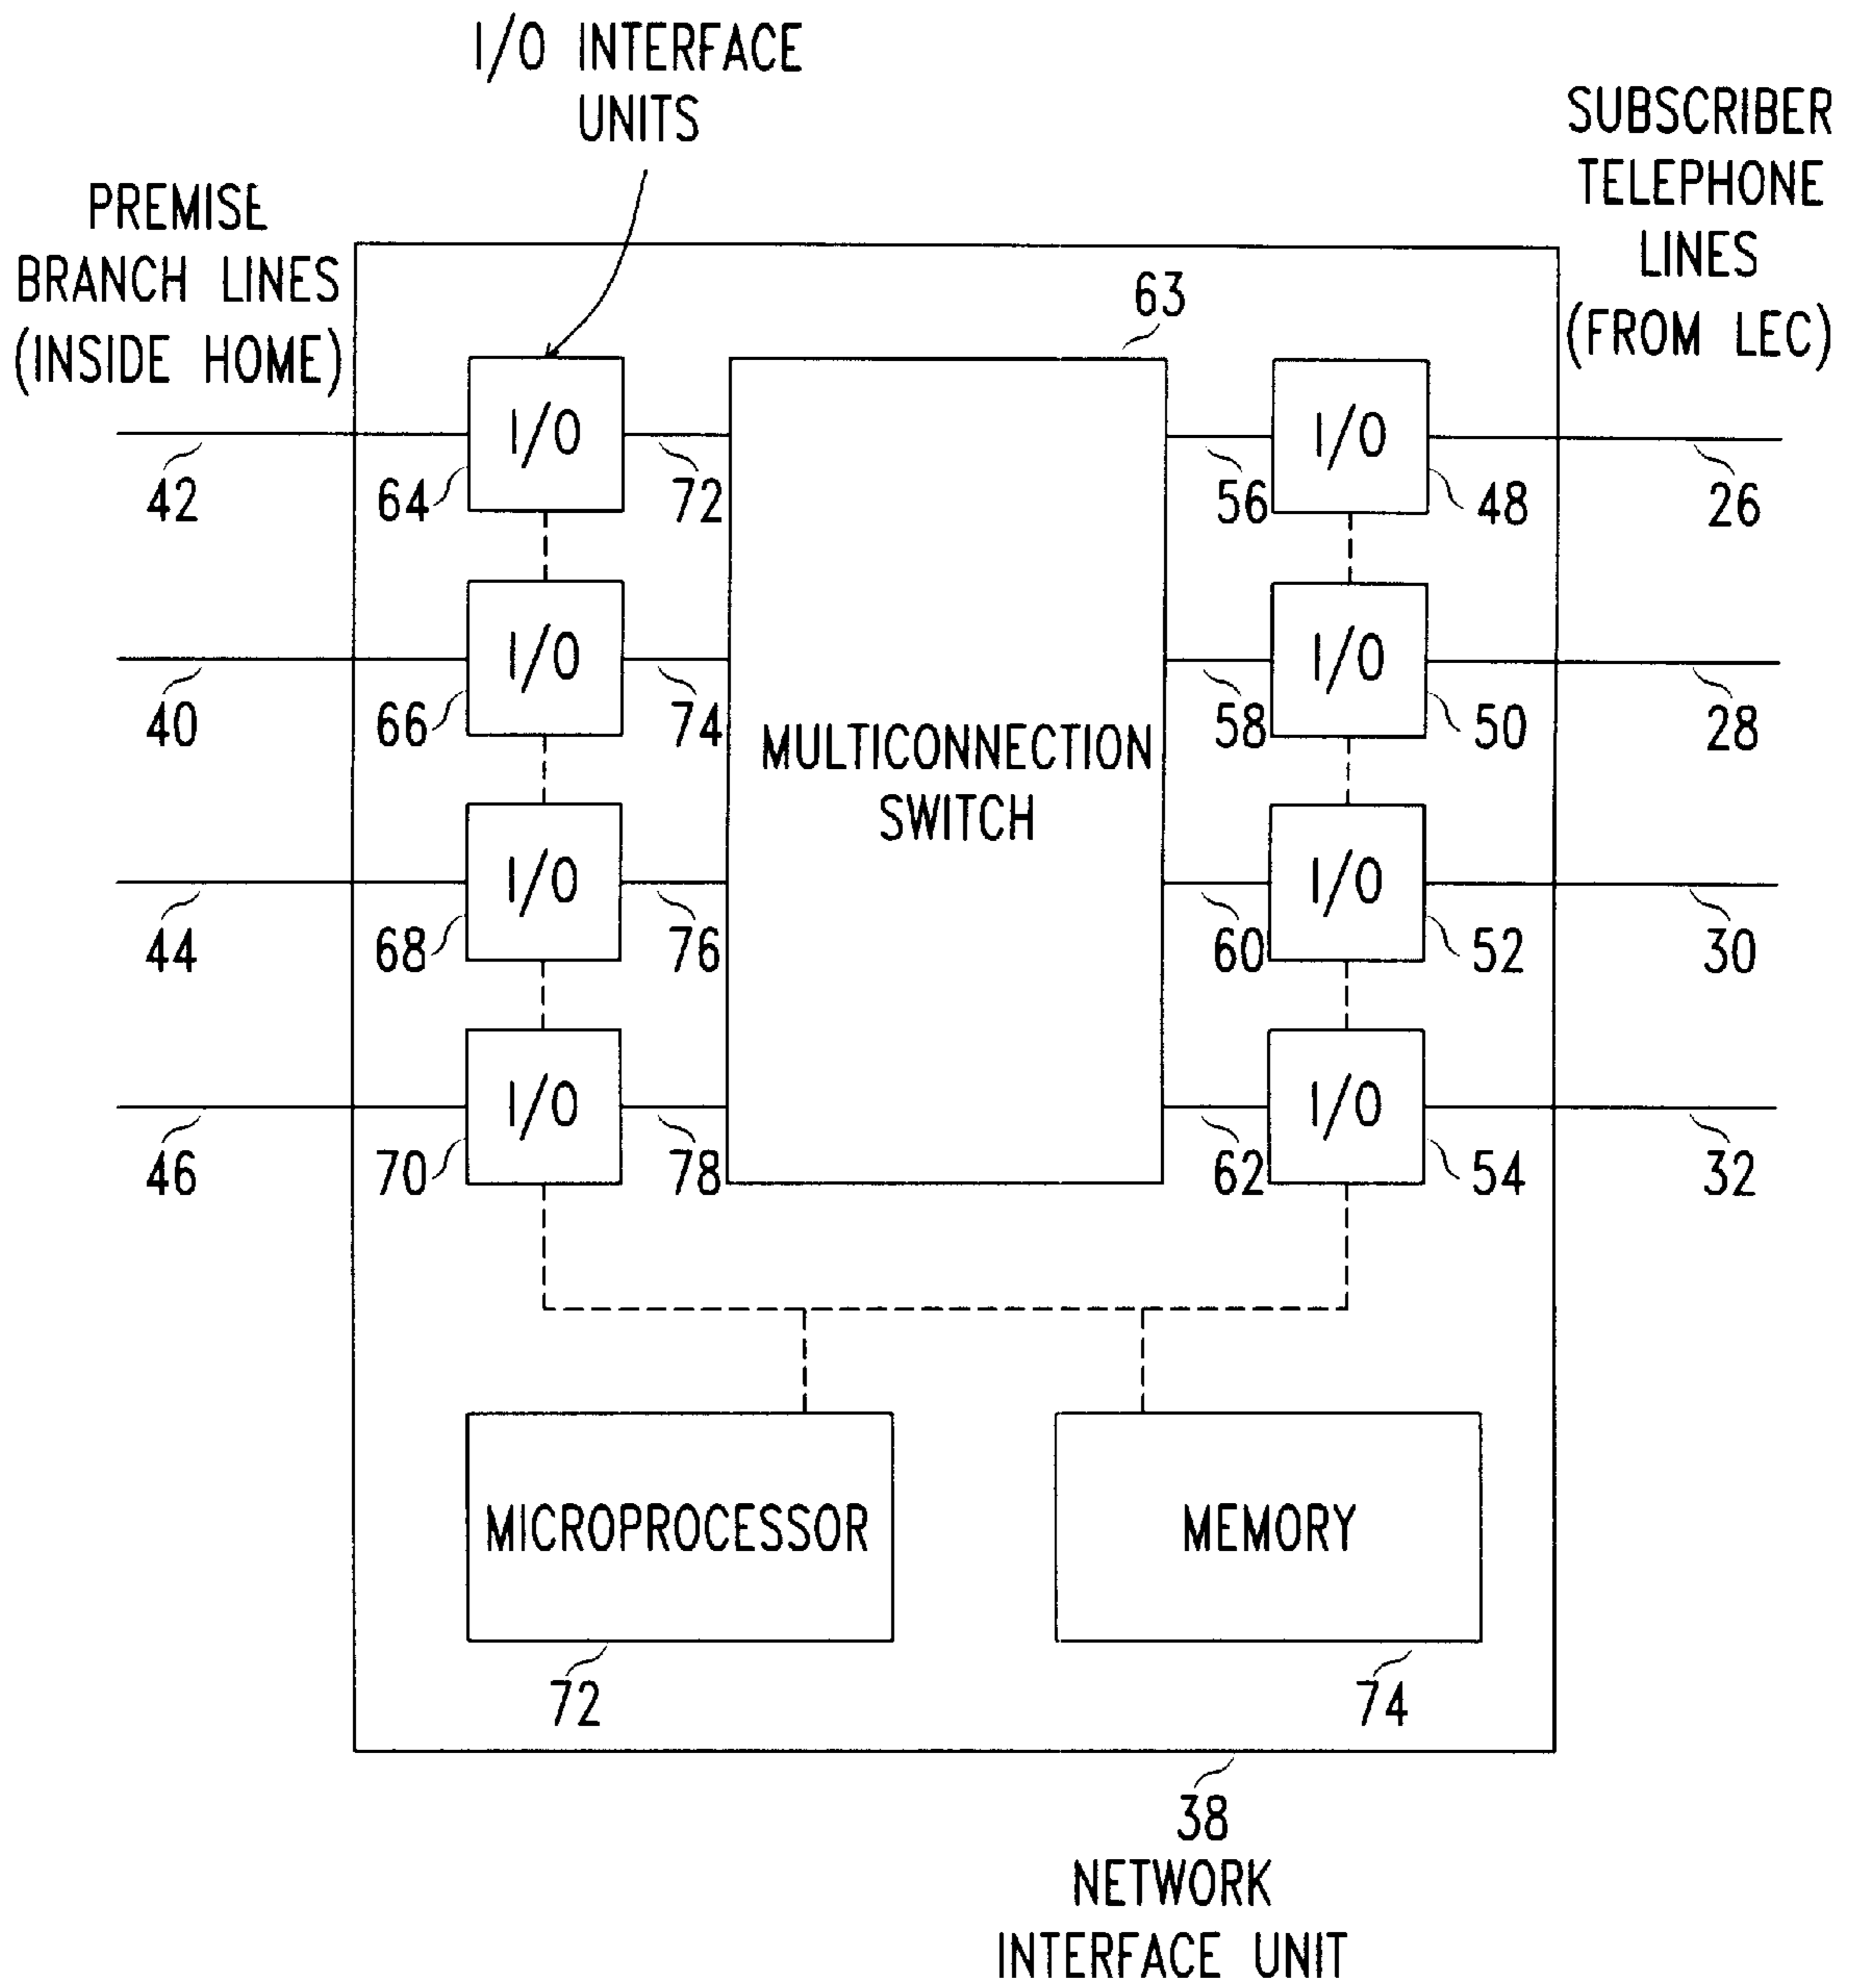 I/O INTERFACE
UNITS
SUBSCRIBER
TELEPHONE
LINES
(FROM LEC)
PREMISE
BRANCH LINES
(INSIDE HOME)
63
I/O
I/O
42
64
72
56
48
26
I/O
I/O
40
66
74
58
50
28
MULTICONNECTION
SWITCH
I/O
I/O
44
68
76
60
52
30
I/O
I/O
46
70
78
62
54
32
MICROPROCESSOR
MEMORY
72
74
38
NETWORK
INTERFACE UNIT